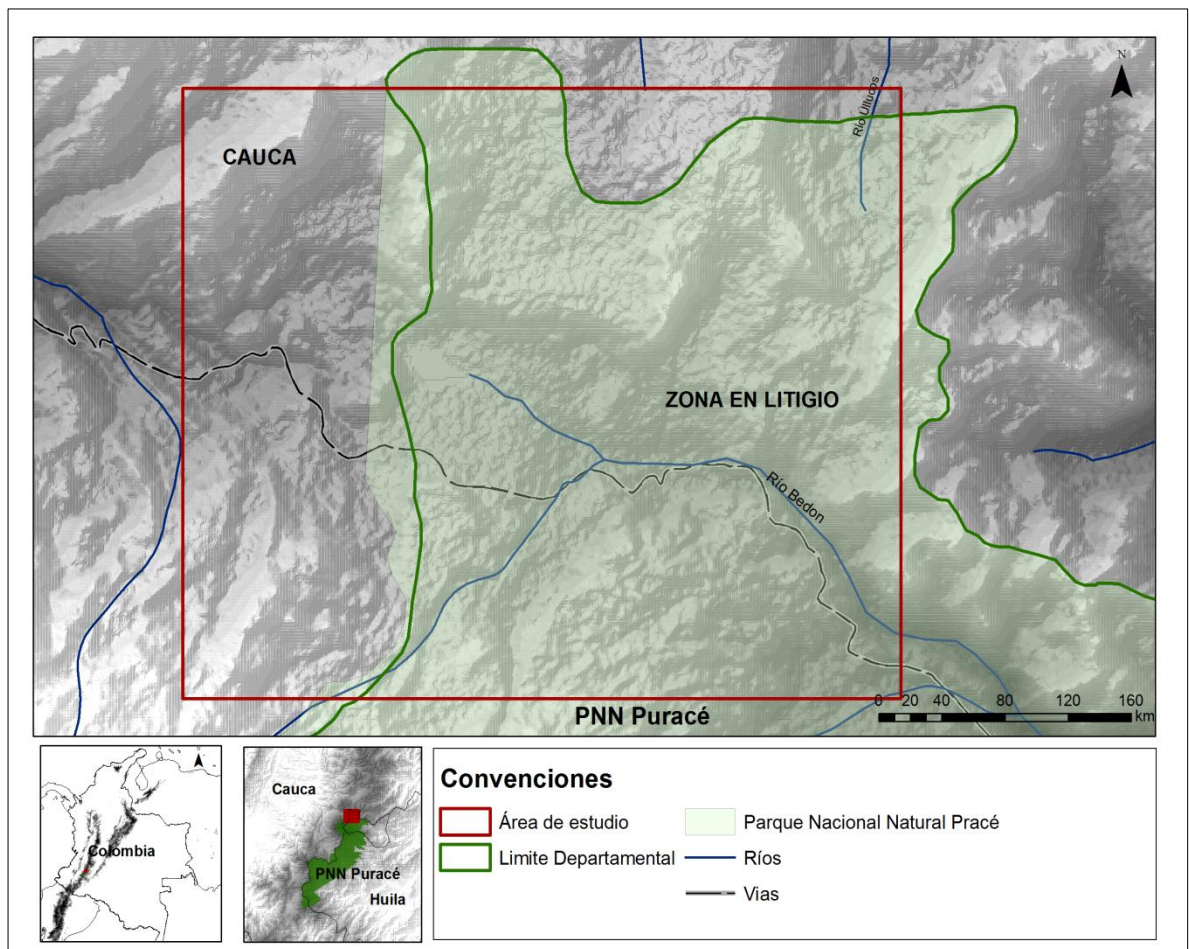 N
Río Ullucos
CAUCA
ZONA EN LITIGIO
Río Bedon
PNN Puracé
0 20 40 80 120 160
km
Colombia
Cauca
PNN Puracé
Huila
Convenciones
Área de estudio
Parque Nacional Natural Pracé
Limite Departamental
Ríos
Vias